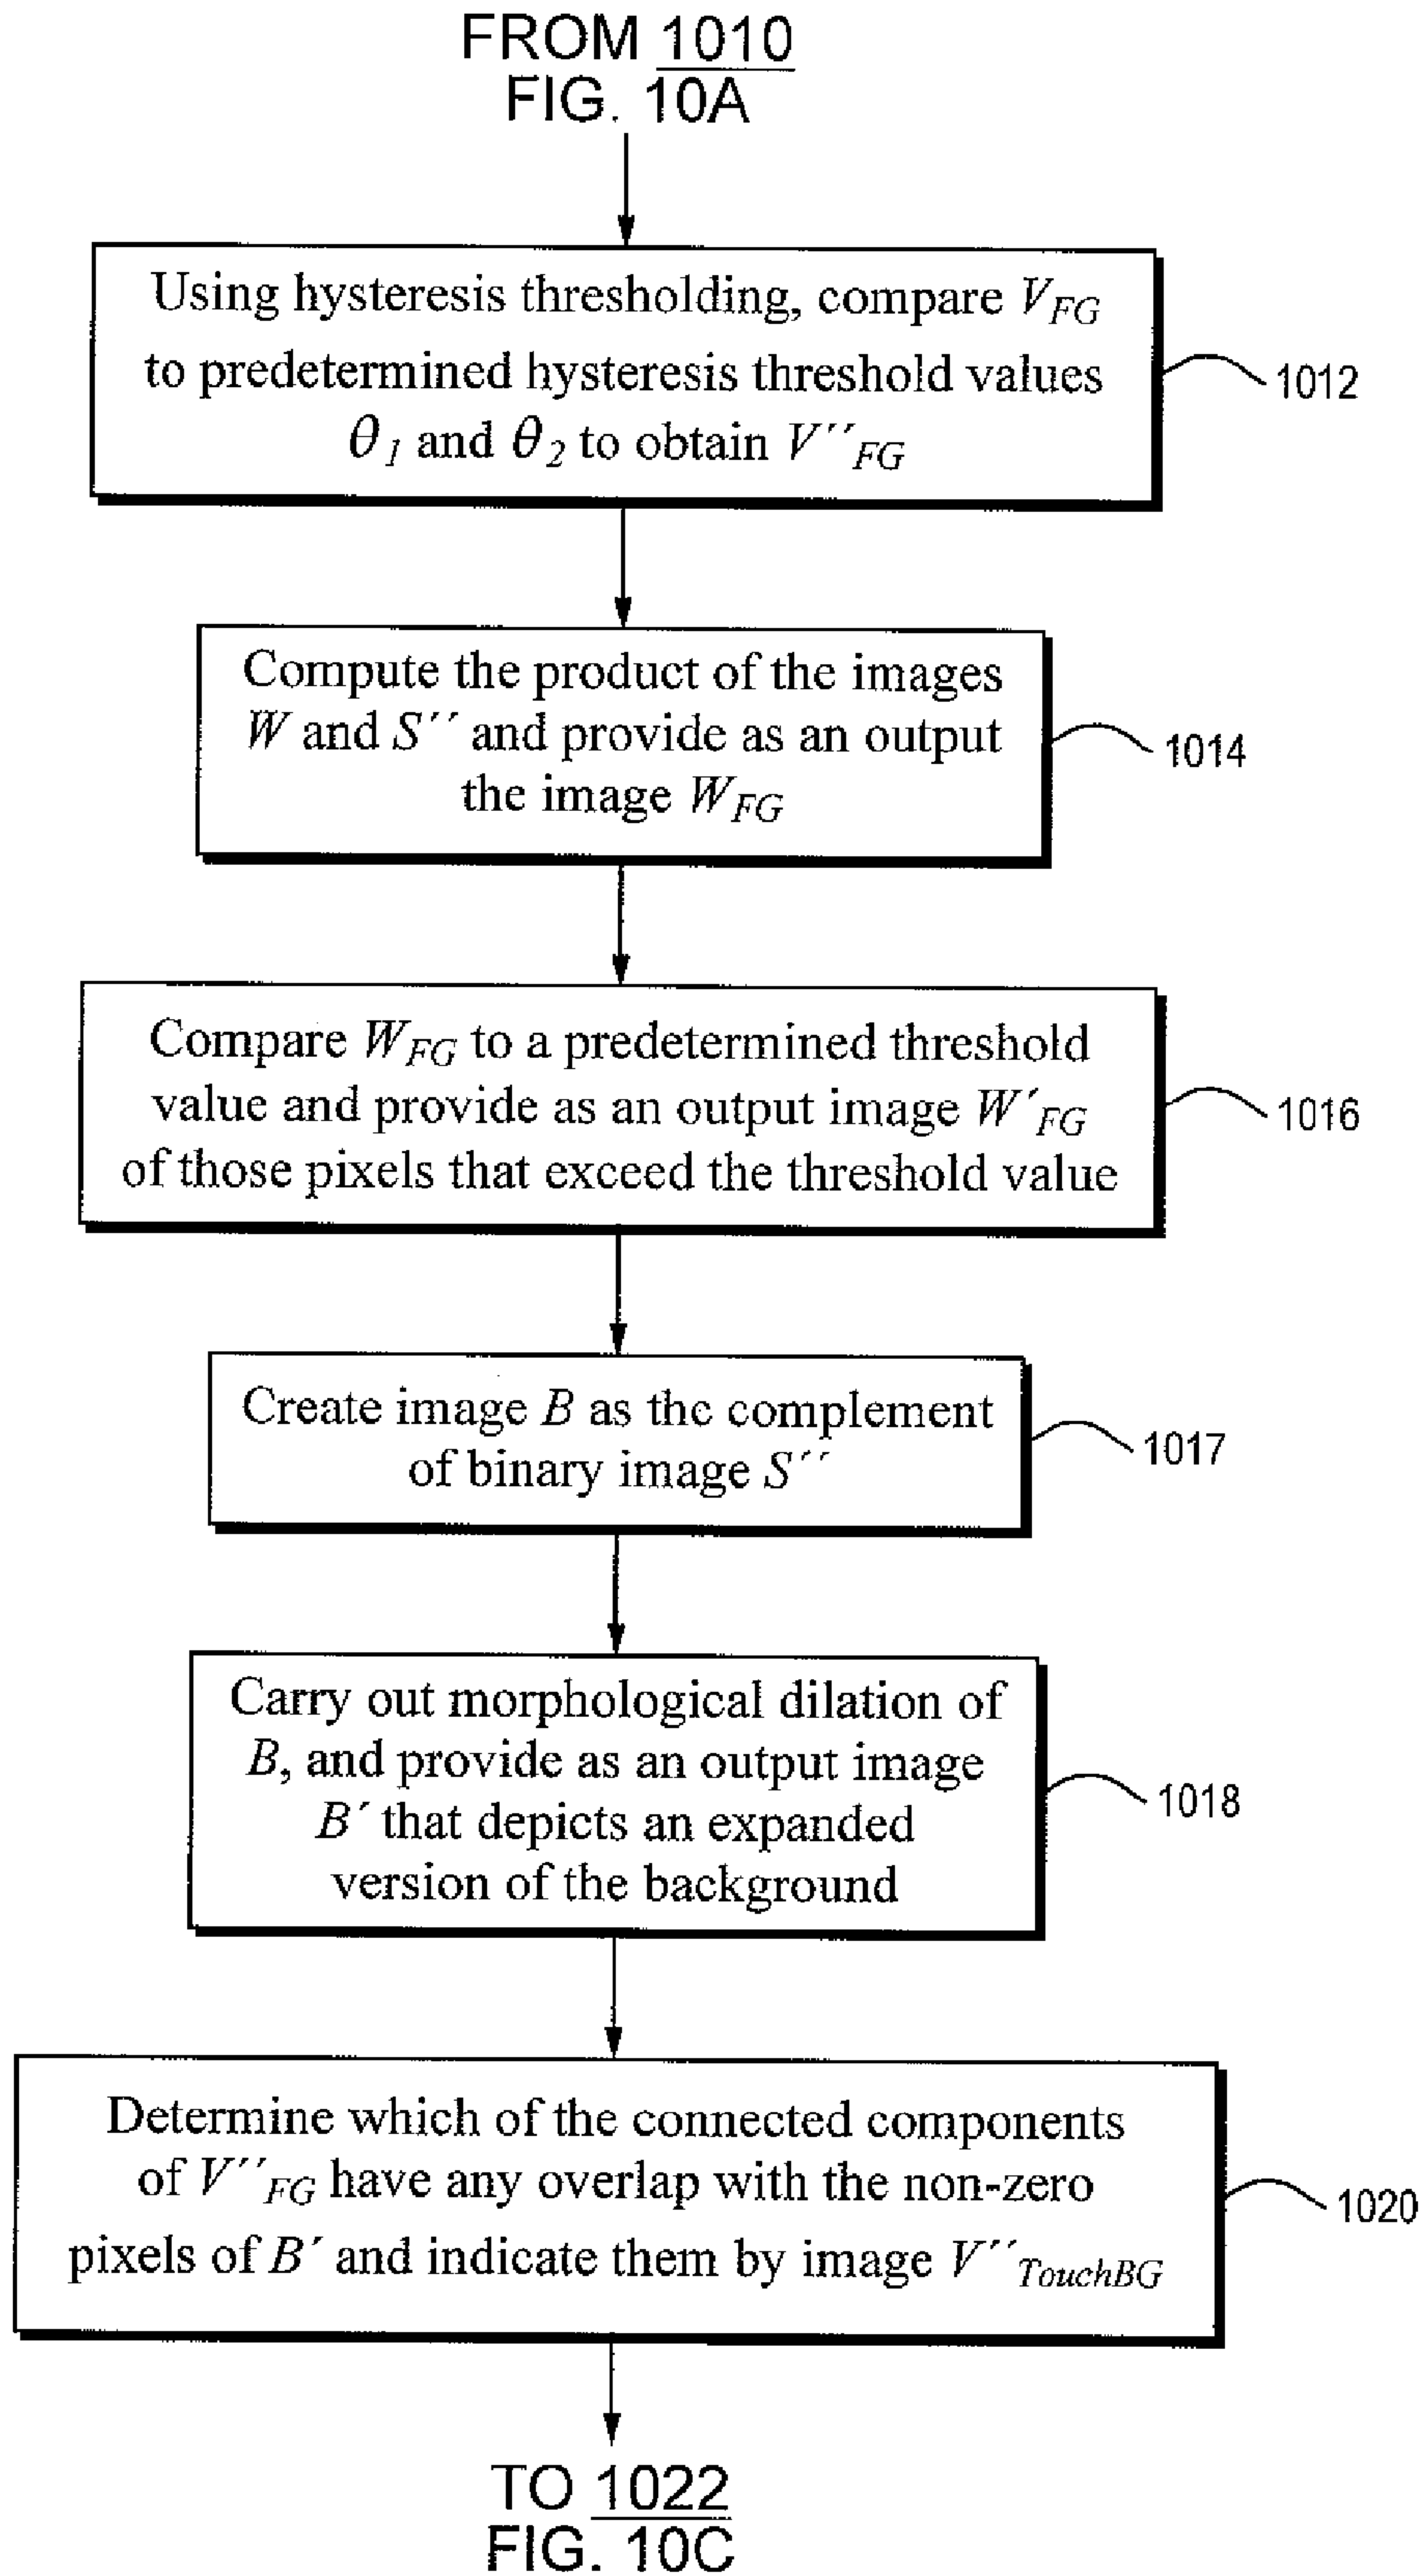 FROM 1010
FIG. 10A
Using hysteresis thresholding, compare V_FG
to predetermined hysteresis threshold values
θ_1 and θ_2 to obtain V´´_FG
1012
Compute the product of the images
W and S´´ and provide as an output
the image W_FG
1014
Compare W_FG to a predetermined threshold
value and provide as an output image W´_FG
of those pixels that exceed the threshold value
1016
Create image B as the complement
of binary image S´´
1017
Carry out morphological dilation of
B, and provide as an output image
B´ that depicts an expanded
version of the background
1018
Determine which of the connected components
of V´´_FG have any overlap with the non-zero
pixels of B´ and indicate them by image V´´_TouchBG
1020
TO 1022
FIG. 10C